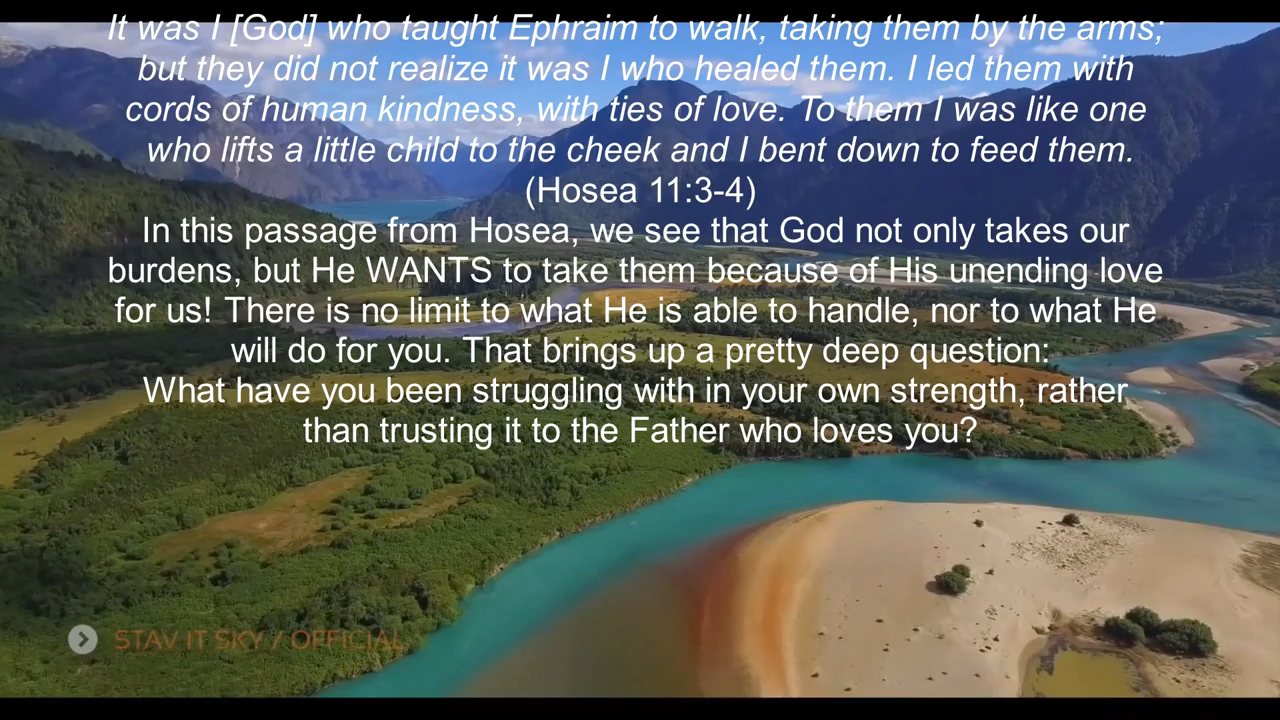 It was I [God] who taught Ephraim to walk, taking them by the arms;
but they did not realize it was I who healed them. I led them with
cords of human kindness, with ties of love. To them I was like one
who lifts a little child to the cheek and I bent down to feed them.
(Hosea 11:3-4)
In this passage from Hosea, we see that God not only takes our
burdens, but He WANTS to take them because of His unending love
for us! There is no limit to what He is able to handle, nor to what He
will do for you. That brings up a pretty deep question:
What have you been struggling with in your own strength, rather
than trusting it to the Father who loves you?
STAV IT SKY / OFFICIAL